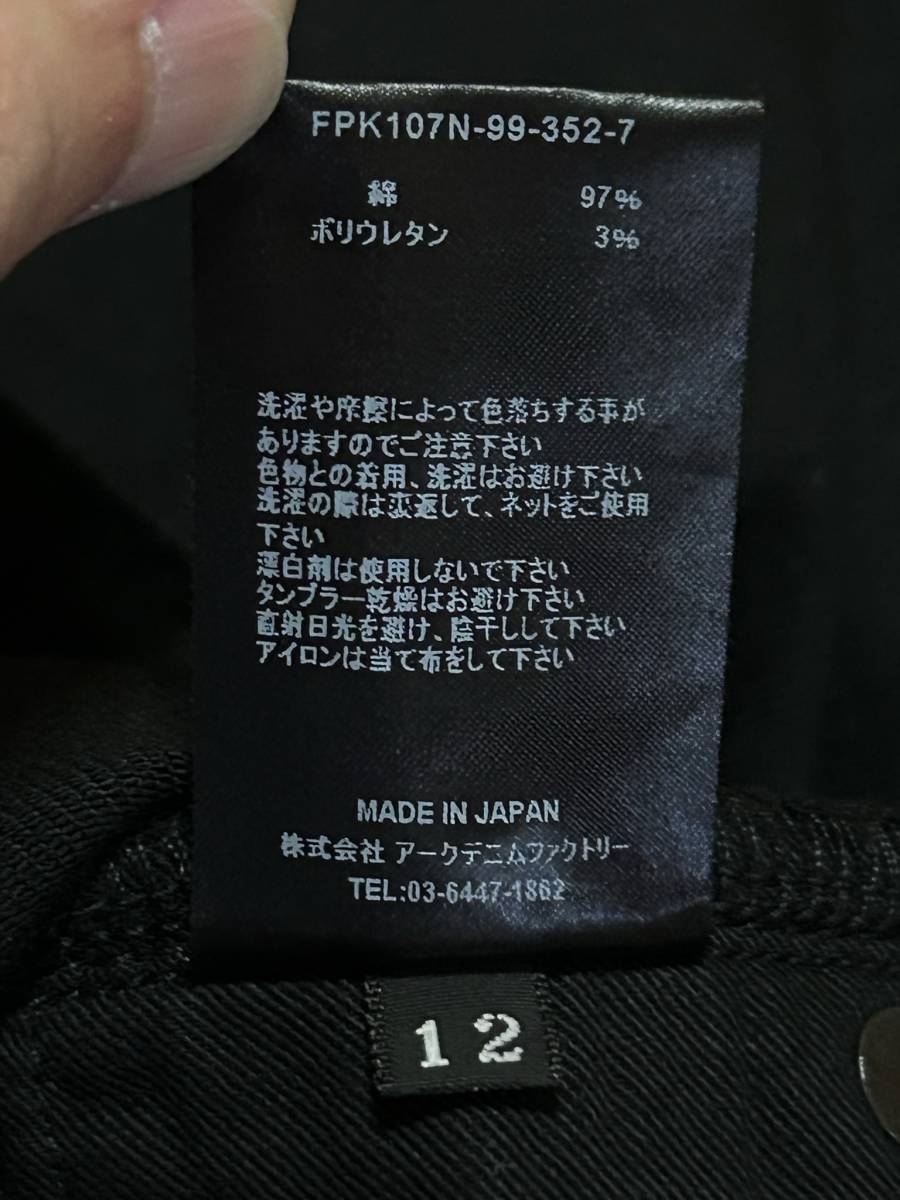 FPK107N-99-352-7
綿 97%
ポリウレタン 3%
洗濯や摩擦によって色落ちする事が
ありますのでご注意下さい
色物との着用、洗濯はお避け下さい
洗濯の際は裏返して、ネットをご使用
下さい
漂白剤は使用しないで下さい
タンブラー乾燥はお避け下さい
直射日光を避け、陰干しして下さい
アイロンは当て布をして下さい
MADE IN JAPAN
株式会社 アークデニムファクトリー
TEL:03-6447-1862
12